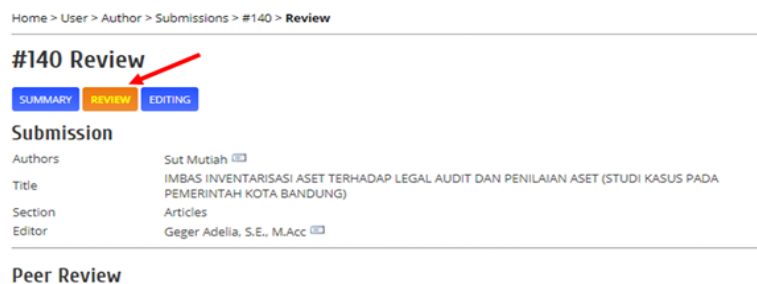 Home > User > Author > Submissions > #140 > Review
#140 Review
SUMMARY REVIEW EDITING
Submission
Authors Sut Mutiah
Title IMBAS INVENTARISASI ASET TERHADAP LEGAL AUDIT DAN PENILAIAN ASET (STUDI KASUS PADA
PEMERINTAH KOTA BANDUNG)
Section Articles
Editor Geger Adelia, S.E., M.Acc
Peer Review